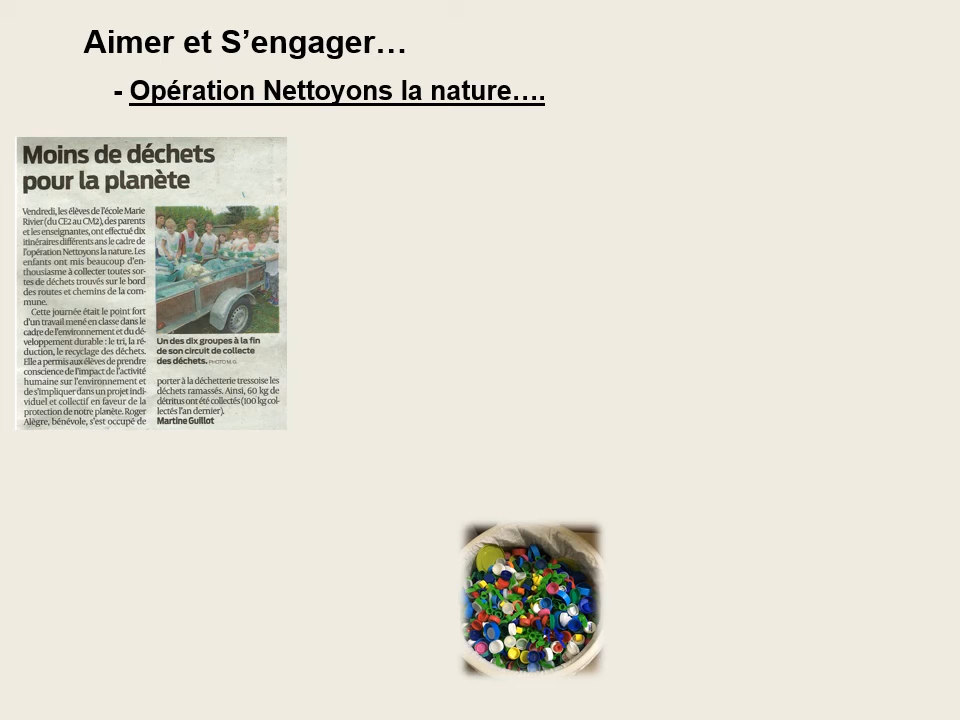 Aimer et S’engager…
- Opération Nettoyons la nature….
Moins de déchets
pour la planète
Vendredi, les élèves de l'école Marie
Rivier (du CE2 au CM2), des parents
et les enseignantes, ont effectué dix
itinéraires différents ans le cadre de
l'opération Nettoyons la nature. Les
enfants ont mis beaucoup d'en-
thousiasme à collecter toutes sor-
tes de déchets trouvés sur le bord
des routes et chemins de la com-
mune.
Cette journée était le point fort
d'un travail mené en classe dans le
cadre de l'environnement et du dé-
veloppement durable : le tri, la ré-
duction, le recyclage des déchets.
Elle a permis aux élèves de prendre
conscience de l'impact de l'activité
humaine sur l'environnement et
de s'impliquer dans un projet indi-
viduel et collectif en faveur de la
protection de notre planète. Roger
Alègre, bénévole, s'est occupé de
Un des dix groupes à la fin
de son circuit de collecte
des déchets. PHOTO M. G.
porter à la déchetterie tressoise les
déchets ramassés. Ainsi, 60 kg de
détritus ont été collectés (100 kg col-
lectés l'an dernier).
Martine Guillot